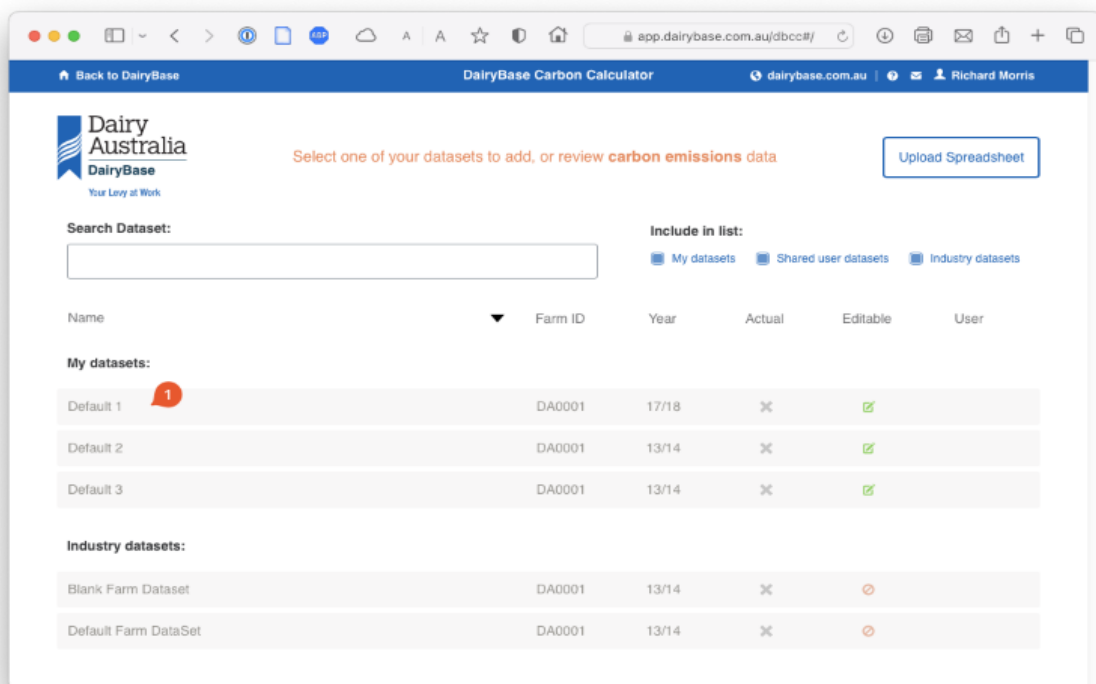 ABP A A app.dairybase.com.au/dbcc#/
Back to DairyBase DairyBase Carbon Calculator dairybase.com.au | ? Richard Morris
Dairy
Australia
DairyBase
Your Levy at Work
Select one of your datasets to add, or review carbon emissions data
Upload Spreadsheet
Search Dataset:
Include in list:
My datasets Shared user datasets Industry datasets
Name Farm ID Year Actual Editable User
My datasets:
1
Default 1 DA0001 17/18
Default 2 DA0001 13/14
Default 3 DA0001 13/14
Industry datasets:
Blank Farm Dataset DA0001 13/14
Default Farm DataSet DA0001 13/14